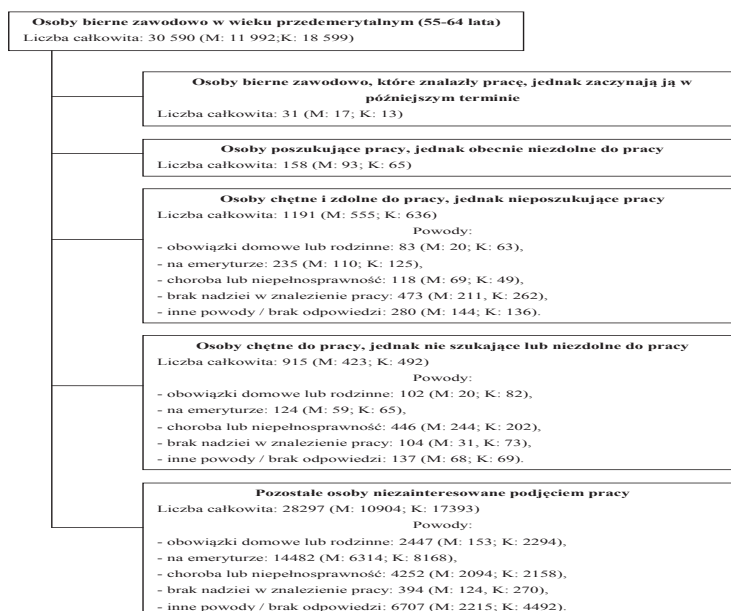 Osoby bierne zawodowo w wieku przedemerytalnym (55-64 lata)
Liczba całkowita: 30 590 (M: 11 992;K: 18 599)
Osoby bierne zawodowo, które znalazły pracę, jednak zaczynają ją w
późniejszym terminie
Liczba całkowita: 31 (M: 17; K: 13)
Osoby poszukujące pracy, jednak obecnie niezdolne do pracy
Liczba całkowita: 158 (M: 93; K: 65)
Osoby chętne i zdolne do pracy, jednak nieposzukujące pracy
Liczba całkowita: 1191 (M: 555; K: 636)
Powody:
- obowiązki domowe lub rodzinne: 83 (M: 20; K: 63),
- na emeryturze: 235 (M: 110; K: 125),
- choroba lub niepełnosprawność: 118 (M: 69; K: 49),
- brak nadziei w znalezienie pracy: 473 (M: 211, K: 262),
- inne powody / brak odpowiedzi: 280 (M: 144; K: 136).
Osoby chętne do pracy, jednak nie szukające lub niezdolne do pracy
Liczba całkowita: 915 (M: 423; K: 492)
Powody:
- obowiązki domowe lub rodzinne: 102 (M: 20; K: 82),
- na emeryturze: 124 (M: 59; K: 65),
- choroba lub niepełnosprawność: 446 (M: 244; K: 202),
- brak nadziei w znalezienie pracy: 104 (M: 31, K: 73),
- inne powody / brak odpowiedzi: 137 (M: 68; K: 69).
Pozostałe osoby niezainteresowane podjęciem pracy
Liczba całkowita: 28297 (M: 10904; K: 17393)
Powody:
- obowiązki domowe lub rodzinne: 2447 (M: 153; K: 2294),
- na emeryturze: 14482 (M: 6314; K: 8168),
- choroba lub niepełnosprawność: 4252 (M: 2094; K: 2158),
- brak nadziei w znalezienie pracy: 394 (M: 124, K: 270),
- inne powody / brak odpowiedzi: 6707 (M: 2215; K: 4492).